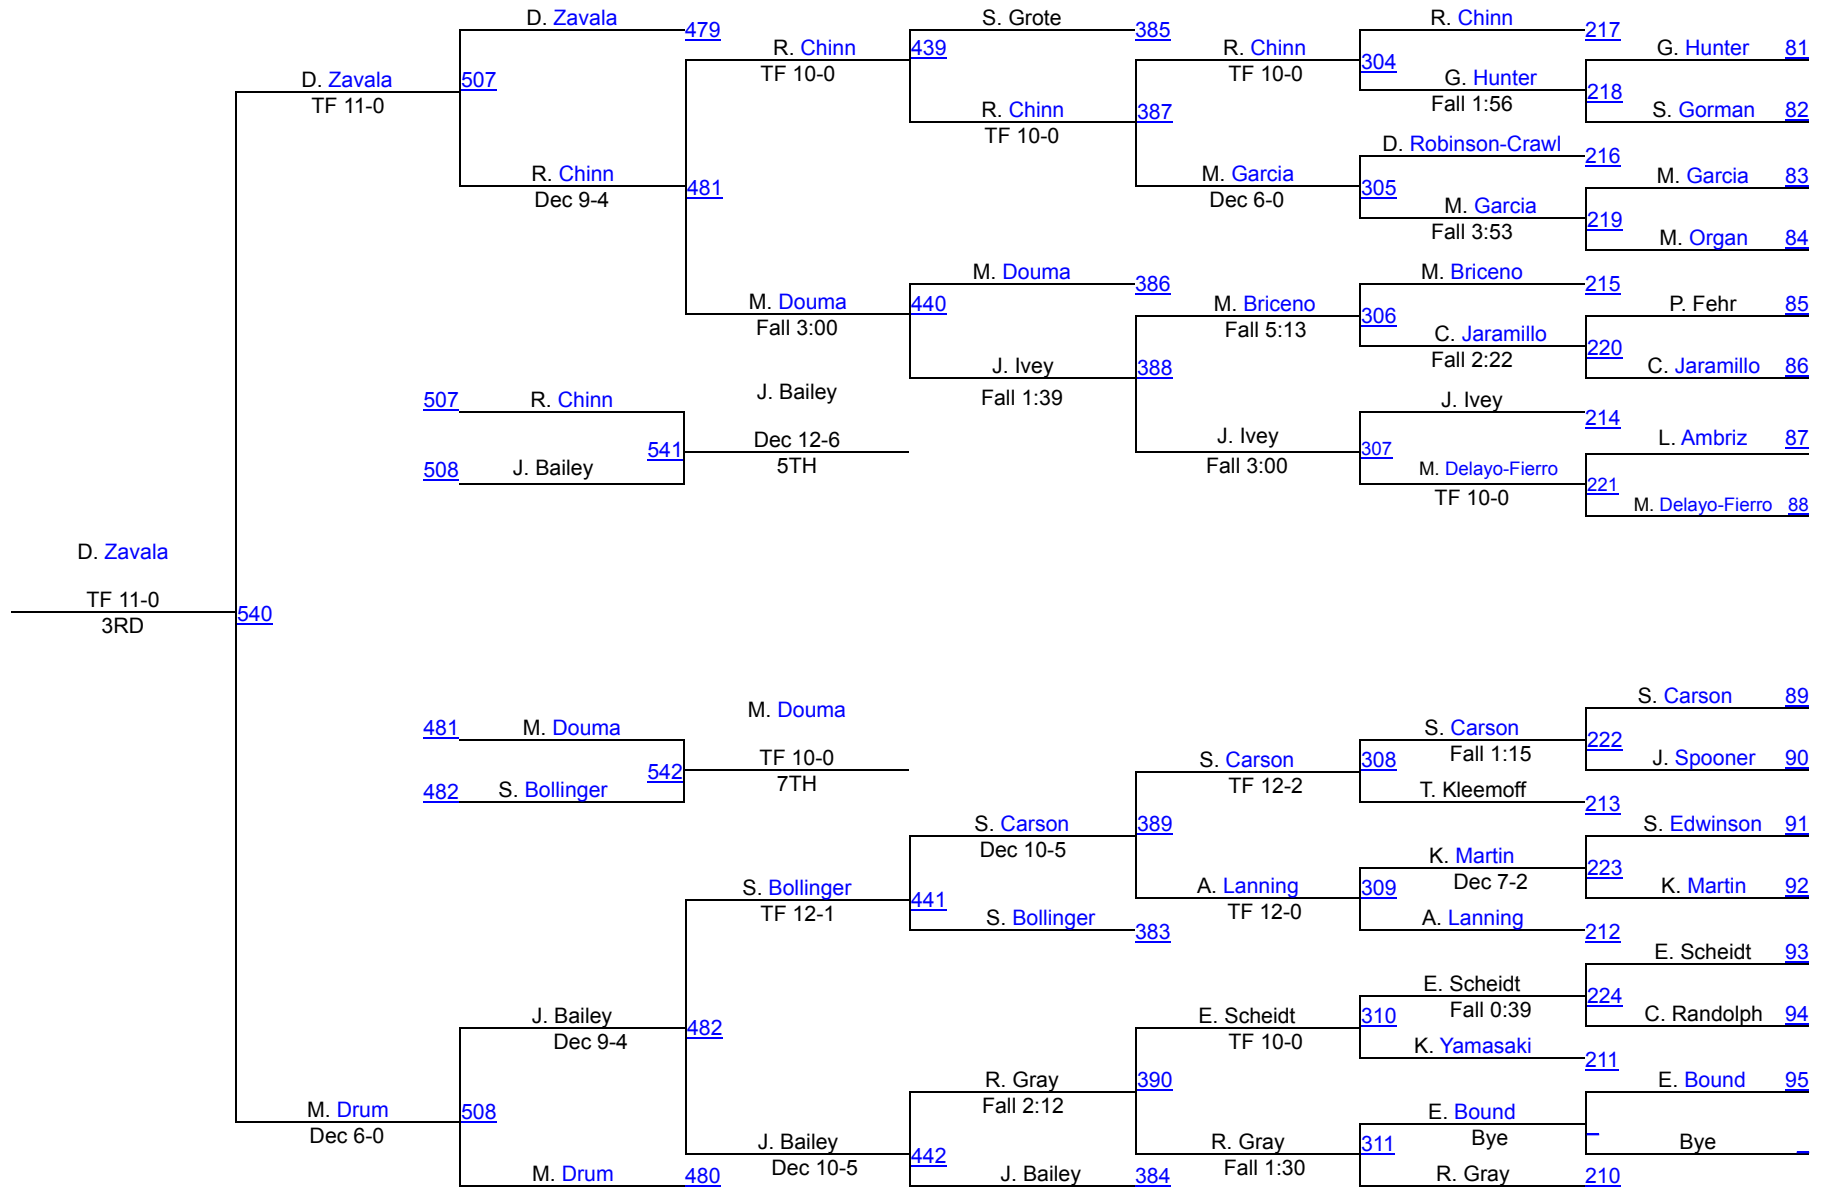 D. Zavala
479
S. Grote
385
R. Chinn
217
R. Chinn
TF 10-0
439
R. Chinn
TF 10-0
304
G. Hunter 81
D. Zavala
TF 11-0
507
G. Hunter
Fall 1:56
218
S. Gorman 82
R. Chinn
TF 10-0
387
D. Robinson-Crawl
216
R. Chinn
Dec 9-4
481
M. Garcia
Dec 6-0
305
M. Garcia 83
M. Garcia
Fall 3:53
219
M. Organ 84
M. Douma
386
M. Briceno
215
M. Douma
Fall 3:00
440
M. Briceno
Fall 5:13
306
P. Fehr 85
C. Jaramillo
Fall 2:22
220
C. Jaramillo 86
J. Ivey
Fall 1:39
388
J. Ivey
214
507 R. Chinn
J. Bailey
541
Dec 12-6
5TH
508 J. Bailey
J. Ivey
Fall 3:00
307
L. Ambriz 87
M. Delayo-Fierro
TF 10-0
221
M. Delayo-Fierro 88
D. Zavala
TF 11-0
3RD
540
S. Carson 89
481 M. Douma
M. Douma
542
TF 10-0
7TH
482 S. Bollinger
S. Carson
Fall 1:15
222
J. Spooner 90
S. Carson
TF 12-2
308
T. Kleemoff
213
S. Carson
Dec 10-5
389
S. Edwinson 91
K. Martin
Dec 7-2
223
K. Martin 92
S. Bollinger
TF 12-1
441
A. Lanning
TF 12-0
309
S. Bollinger
383
A. Lanning
212
E. Scheidt 93
E. Scheidt
Fall 0:39
224
C. Randolph 94
J. Bailey
Dec 9-4
482
E. Scheidt
TF 10-0
310
K. Yamasaki
211
R. Gray
Fall 2:12
390
E. Bound 95
M. Drum
Dec 6-0
508
E. Bound
Bye
Bye
J. Bailey
Dec 10-5
442
R. Gray
Fall 1:30
311
M. Drum
480
J. Bailey
384
R. Gray
210